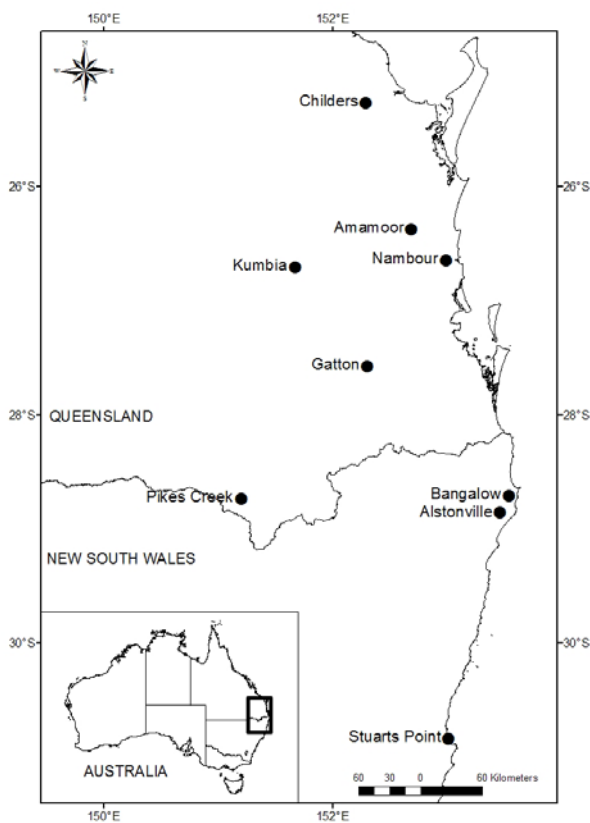 150°E 152°E
N
W E
S
Childers
26°S 26°S
Amamoor
Nambour
Kumbia
Gatton
28°S 28°S
QUEENSLAND
Bangalow
Pikes Creek
Alstonville
NEW SOUTH WALES
30°S 30°S
Stuarts Point
AUSTRALIA
60 30 0 60 Kilometers
150°E 152°E